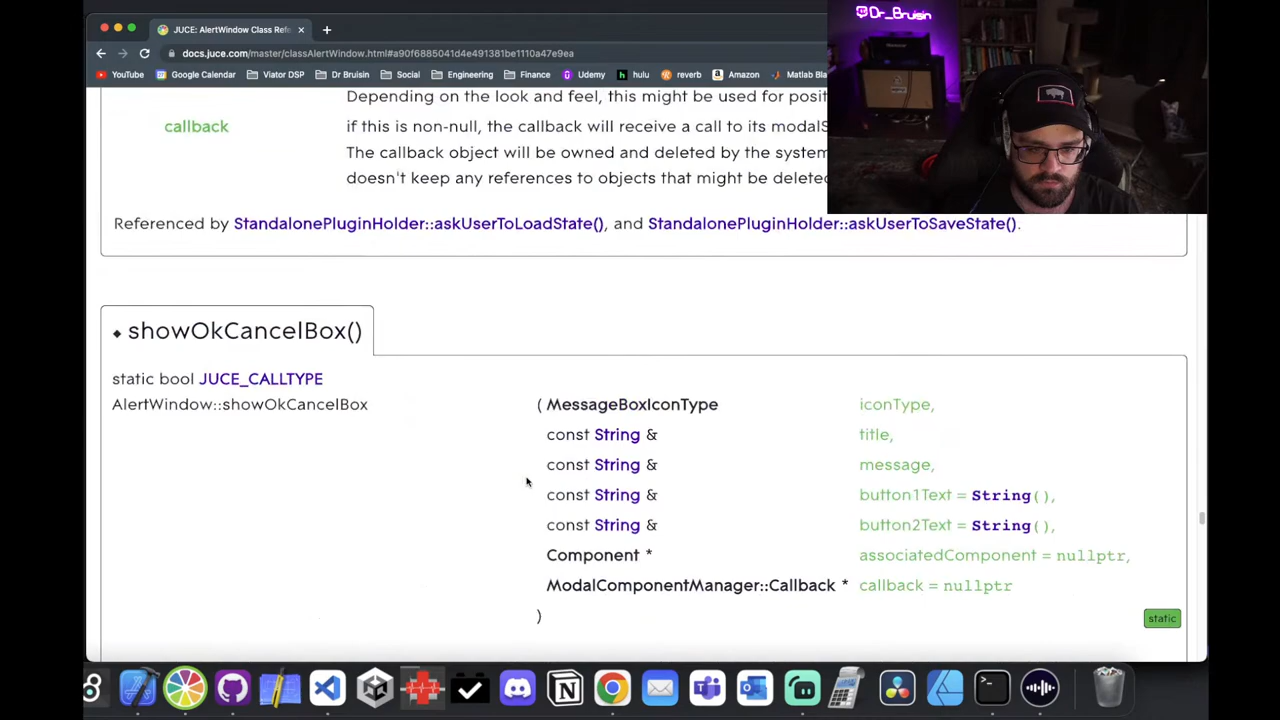 JUCE: AlertWindow Class Refe
docs.juce.com/master/classAlertWindow.html#a90f6885041d4e491381be1110a47e9ea
YouTube Google Calendar Viator DSP Dr Bruisin Social Engineering Finance Udemy hulu reverb Amazon Matlab Bla
Dr_Bruisin
Depending on the look and feel, this might be used for posit
callback if this is non-null, the callback will receive a call to its modalS
The callback object will be owned and deleted by the system,
doesn't keep any references to objects that might be deleted
Referenced by StandalonePluginHolder::askUserToLoadState(), and StandalonePluginHolder::askUserToSaveState().
showOkCancelBox()
static bool JUCE_CALLTYPE
AlertWindow::showOkCancelBox ( MessageBoxIconType iconType,
const String & title,
const String & message,
const String & button1Text = String(),
const String & button2Text = String(),
Component * associatedComponent = nullptr,
ModalComponentManager::Callback * callback = nullptr
)
static